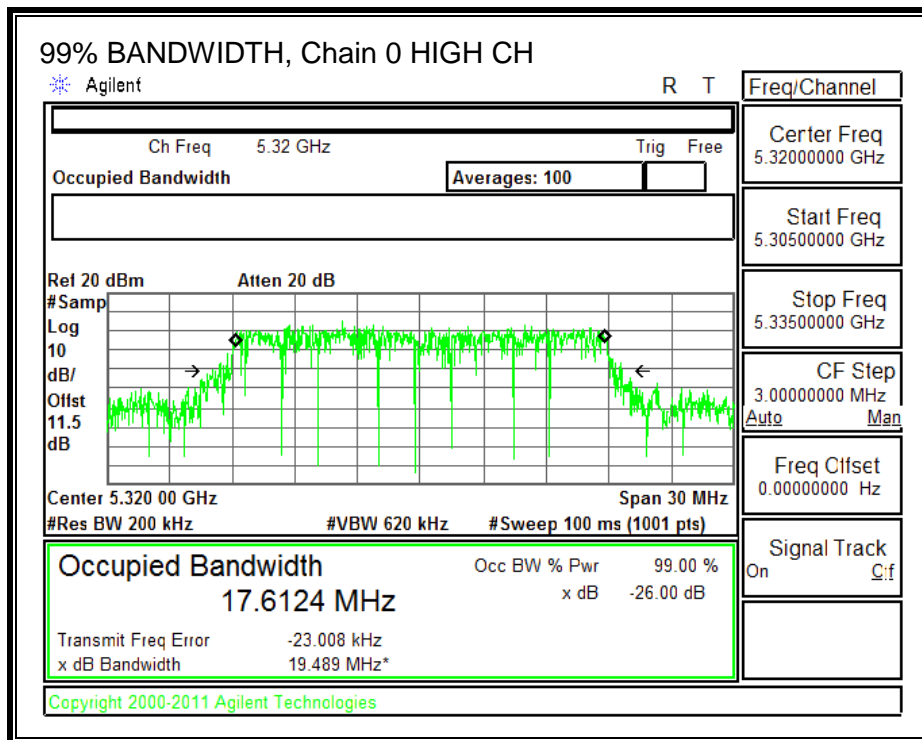 99% BANDWIDTH, Chain 0 HIGH CH
Agilent R T
Freq/Channel
Ch Freq 5.32 GHz Trig Free
Occupied Bandwidth Averages: 100
Center Freq
5.32000000 GHz
Start Freq
5.30500000 GHz
Stop Freq
5.33500000 GHz
CF Step
3.00000000 MHz
Auto Man
Freq Offset
0.00000000 Hz
Signal Track
On Off
Ref 20 dBm Atten 20 dB
#Samp
Log
10
dB/
Offst
11.5
dB
Center 5.320 00 GHz Span 30 MHz
#Res BW 200 kHz #VBW 620 kHz #Sweep 100 ms (1001 pts)
Occupied Bandwidth Occ BW % Pwr 99.00 %
17.6124 MHz x dB -26.00 dB
Transmit Freq Error -23.008 kHz
x dB Bandwidth 19.489 MHz*
Copyright 2000-2011 Agilent Technologies